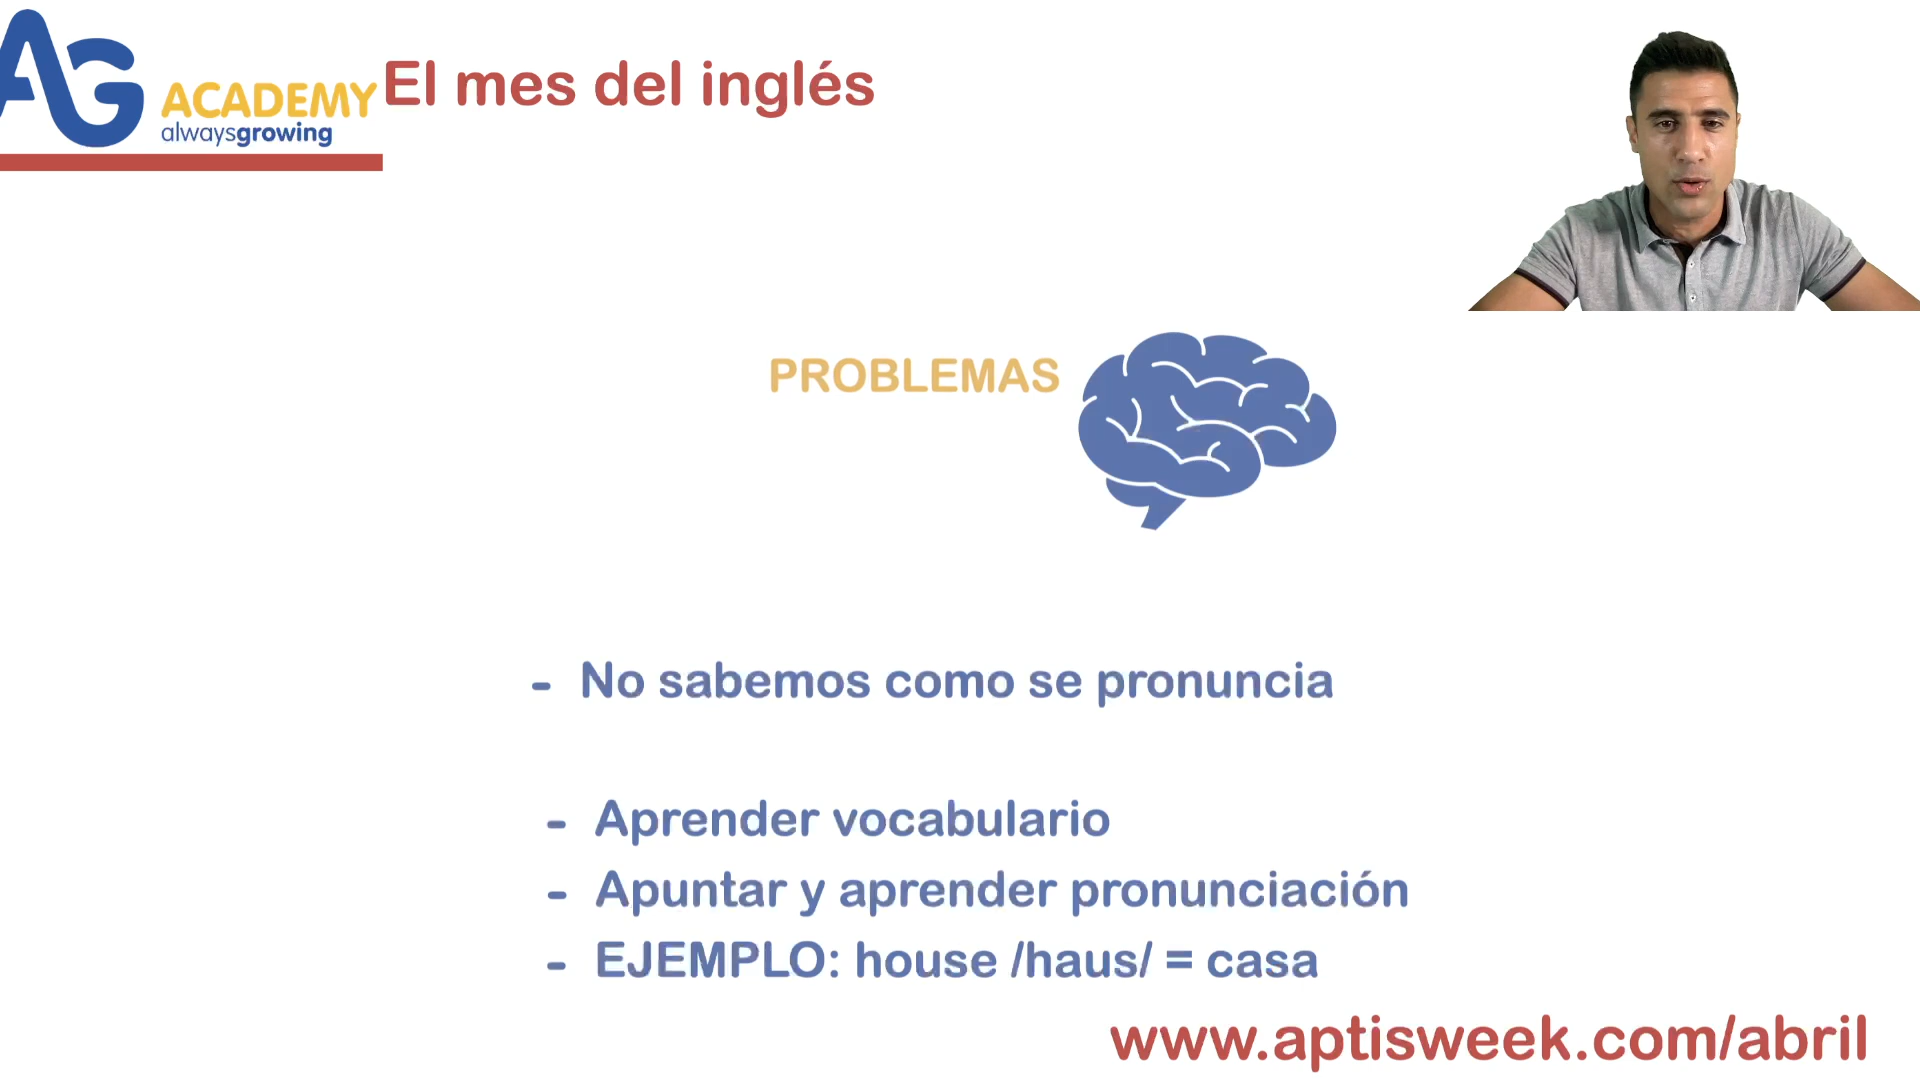 AG
ACADEMY
alwaysgrowing
El mes del inglés
PROBLEMAS
- No sabemos como se pronuncia
- Aprender vocabulario
- Apuntar y aprender pronunciación
- EJEMPLO: house /haus/ = casa
www.aptisweek.com/abril